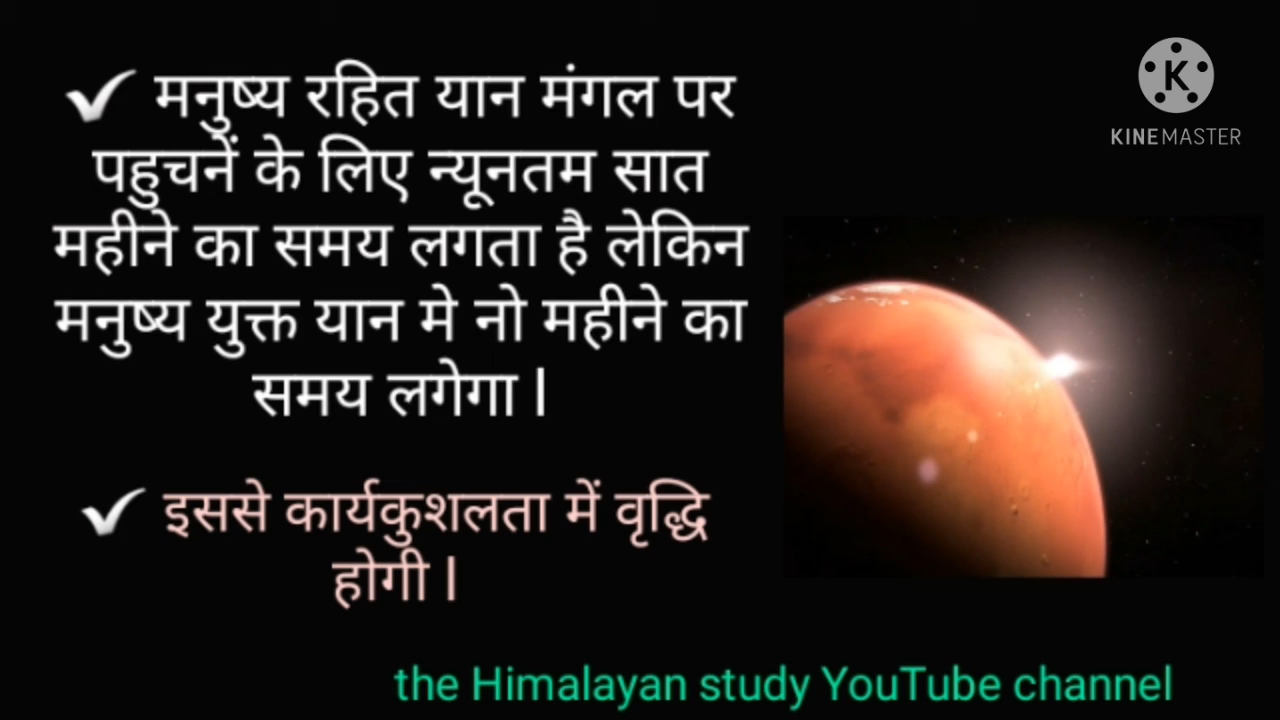 ✔ मनुष्य रहित यान मंगल पर
पहुचनें के लिए न्यूनतम सात
महीने का समय लगता है लेकिन
मनुष्य युक्त यान मे नो महीने का
समय लगेगा l
✔ इससे कार्यकुशलता में वृद्धि
होगी l
the Himalayan study YouTube channel
K
KINEMASTER